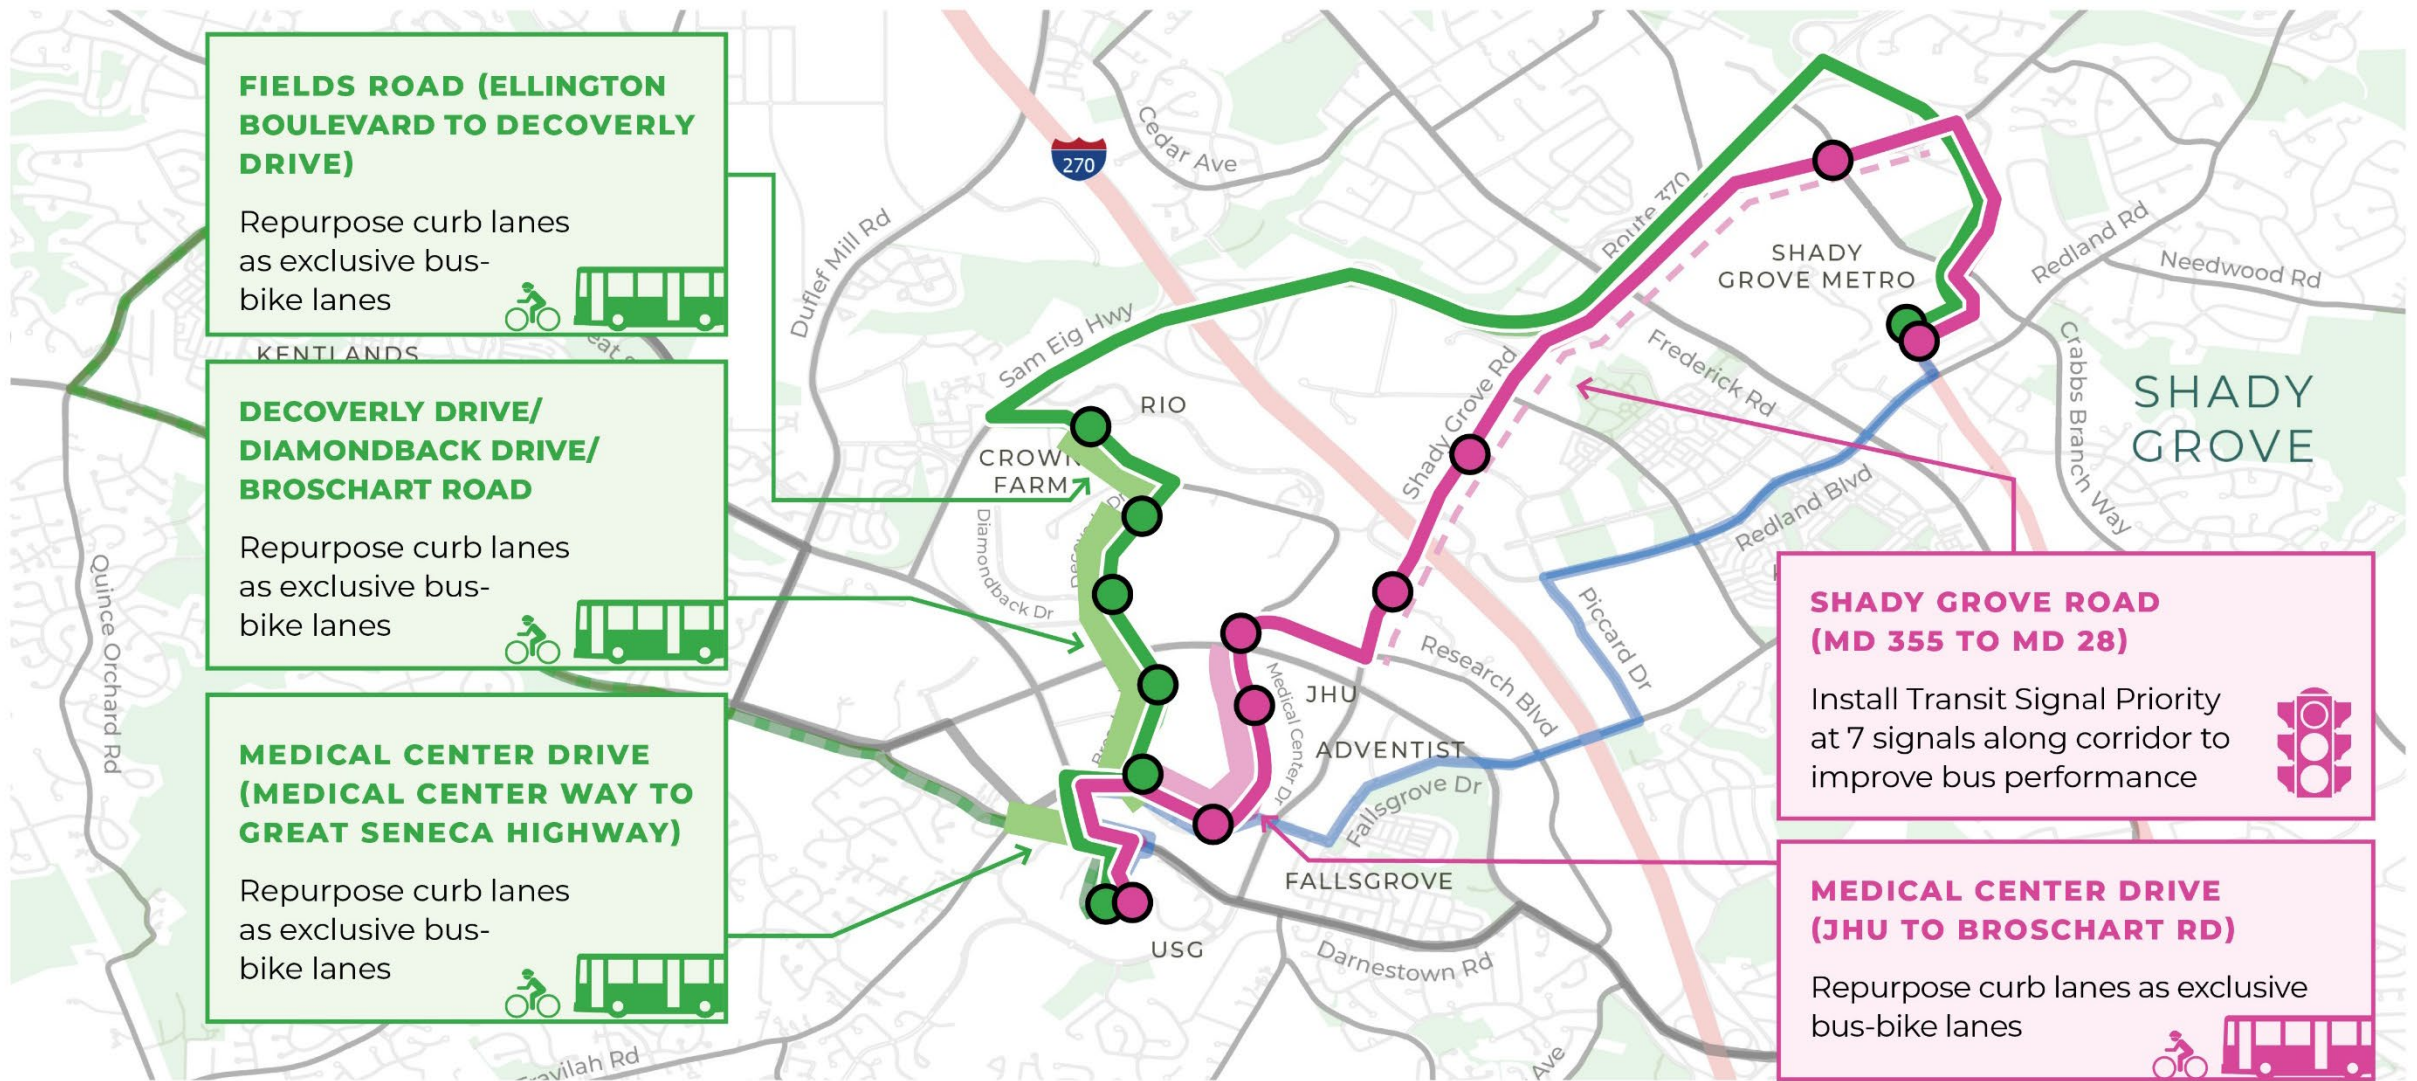 FIELDS ROAD (ELLINGTON
BOULEVARD TO DECOVERLY
DRIVE)
Repurpose curb lanes
as exclusive bus-
bike lanes
KENTLANDS
DECOVERLY DRIVE/
DIAMONDBACK DRIVE/
BROSCHART ROAD
Repurpose curb lanes
as exclusive bus-
bike lanes
MEDICAL CENTER DRIVE
(MEDICAL CENTER WAY TO
GREAT SENECA HIGHWAY)
Repurpose curb lanes
as exclusive bus-
bike lanes
Quince Orchard Rd
Duflef Mill Rd
270
Cedar Ave
Sam Eig Hwy
RIO
CROWN
FARM
Diamondback Dr
Dr
Route 370
Shady Grove Rd
SHADY
GROVE METRO
Redland Rd
Needwood Rd
Frederick Rd
Crabbs Branch Way
SHADY
GROVE
Redland Blvd
Piccard Dr
Research Blvd
JHU
Medical Center Dr
ADVENTIST
Fallsgrove Dr
FALLSGROVE
USG
Darnestown Rd
Ave
SHADY GROVE ROAD
(MD 355 TO MD 28)
Install Transit Signal Priority
at 7 signals along corridor to
improve bus performance
MEDICAL CENTER DRIVE
(JHU TO BROSCHART RD)
Repurpose curb lanes as exclusive
bus-bike lanes